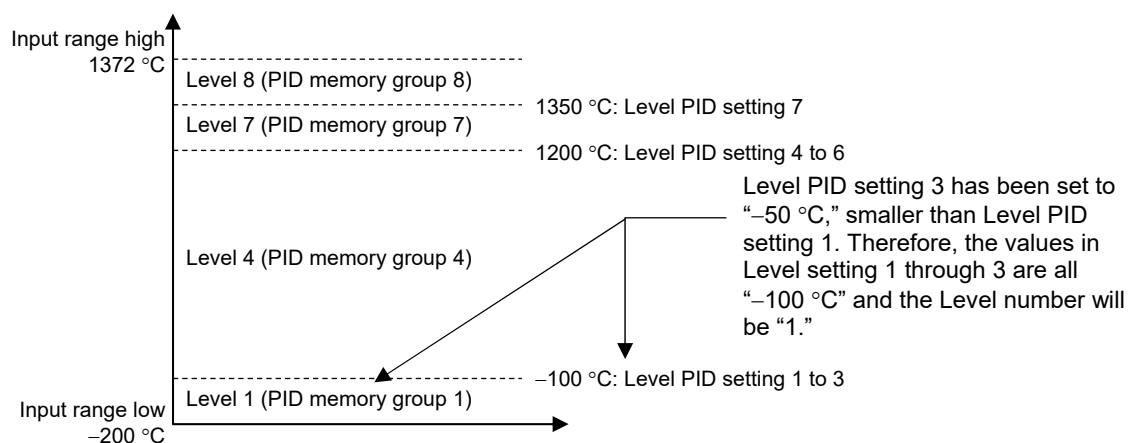 Input range high
1372 °C
Level 8 (PID memory group 8)
1350 °C: Level PID setting 7
Level 7 (PID memory group 7)
1200 °C: Level PID setting 4 to 6
Level PID setting 3 has been set to
“−50 °C,” smaller than Level PID
setting 1. Therefore, the values in
Level setting 1 through 3 are all
“−100 °C” and the Level number will
be “1.”
Level 4 (PID memory group 4)
−100 °C: Level PID setting 1 to 3
Level 1 (PID memory group 1)
Input range low
−200 °C